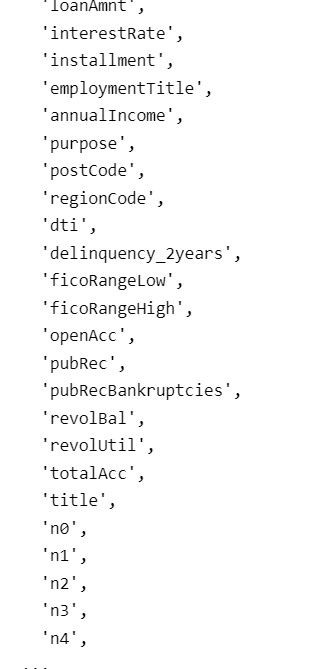 'loanAmnt',
'interestRate',
'installment',
'employmentTitle',
'annualIncome',
'purpose',
'postCode',
'regionCode',
'dti',
'delinquency_2years',
'ficoRangeLow',
'ficoRangeHigh',
'openAcc',
'pubRec',
'pubRecBankruptcies',
'revolBal',
'revolUtil',
'totalAcc',
'title',
'n0',
'n1',
'n2',
'n3',
'n4',
...